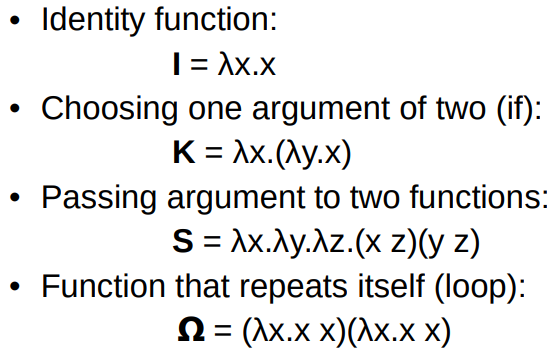 • Identity function:
I = λx.x
• Choosing one argument of two (if):
K = λx.(λy.x)
• Passing argument to two functions:
S = λx.λy.λz.(x z)(y z)
• Function that repeats itself (loop):
Ω = (λx.x x)(λx.x x)